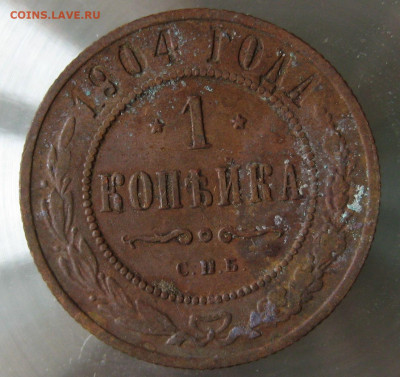 COINS.LAVE.RU
1904 ГОДА
1
КОПѢЙКА
С.П.Б.